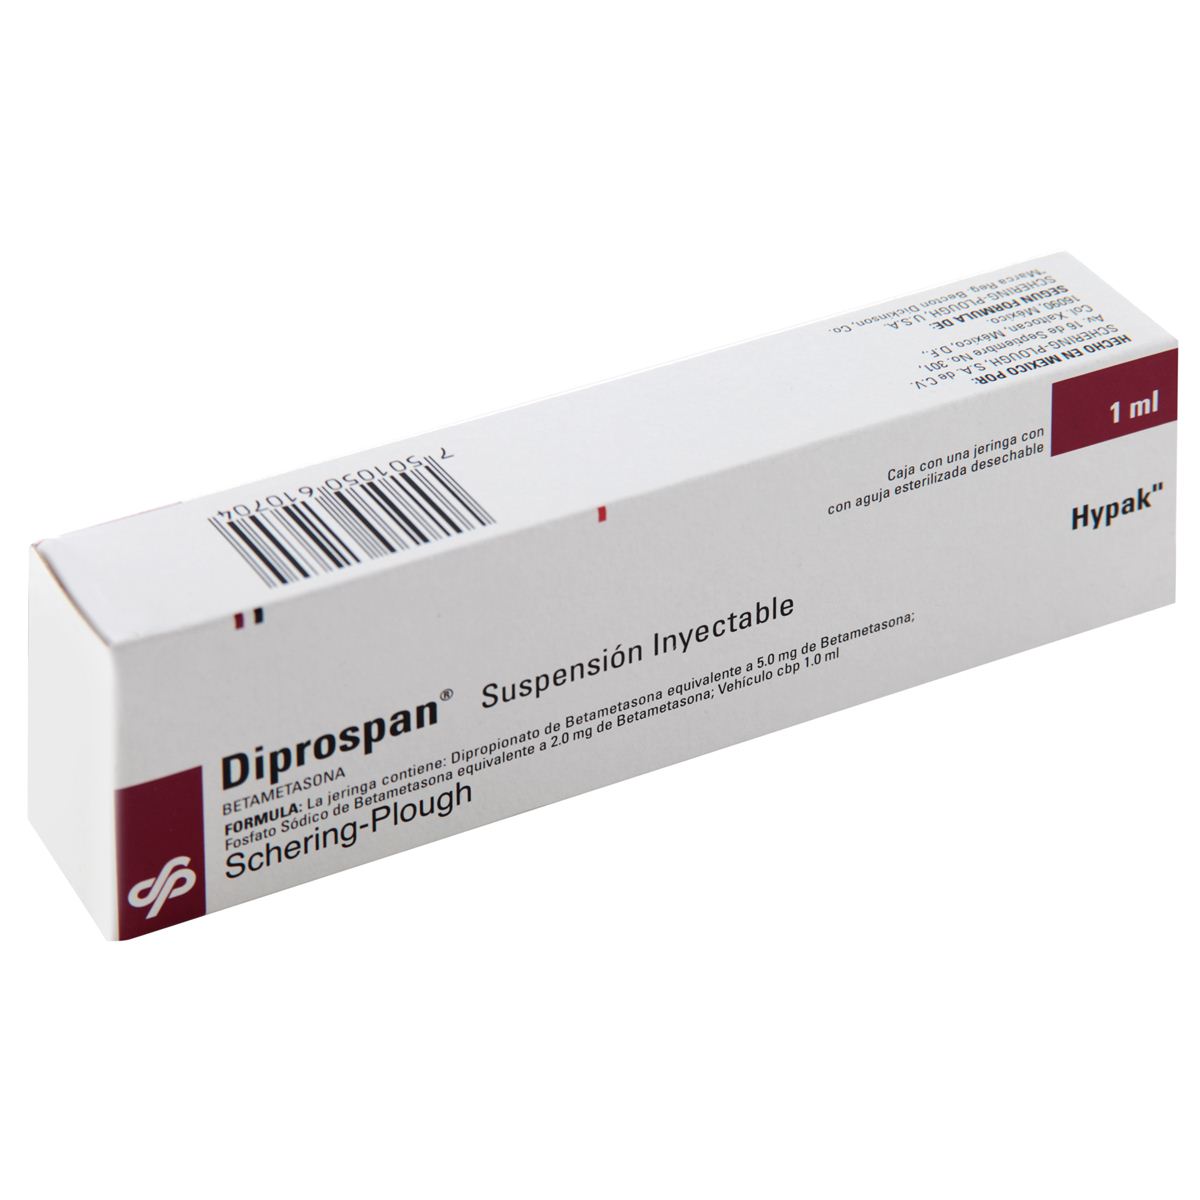 HECHO EN MEXICO POR:
SCHERING-PLOUGH, S.A. de C.V.
Av. 16 de Septiembre No. 301,
Col. Xaltocan, México, D.F.,
16090, México.
SEGUN FORMULA DE:
SCHERING-PLOUGH, U.S.A.
"Marca Reg. Becton Dickinson, Co.
7 501050 610704
1 ml
Caja con una jeringa con
con aguja esterilizada desechable
Hypak"
Diprospan® Suspensión Inyectable
BETAMETASONA
FORMULA: La jeringa contiene: Dipropionato de Betametasona equivalente a 5.0 mg de Betametasona;
Fosfato Sódico de Betametasona equivalente a 2.0 mg de Betametasona; Vehículo cbp 1.0 ml
Schering-Plough